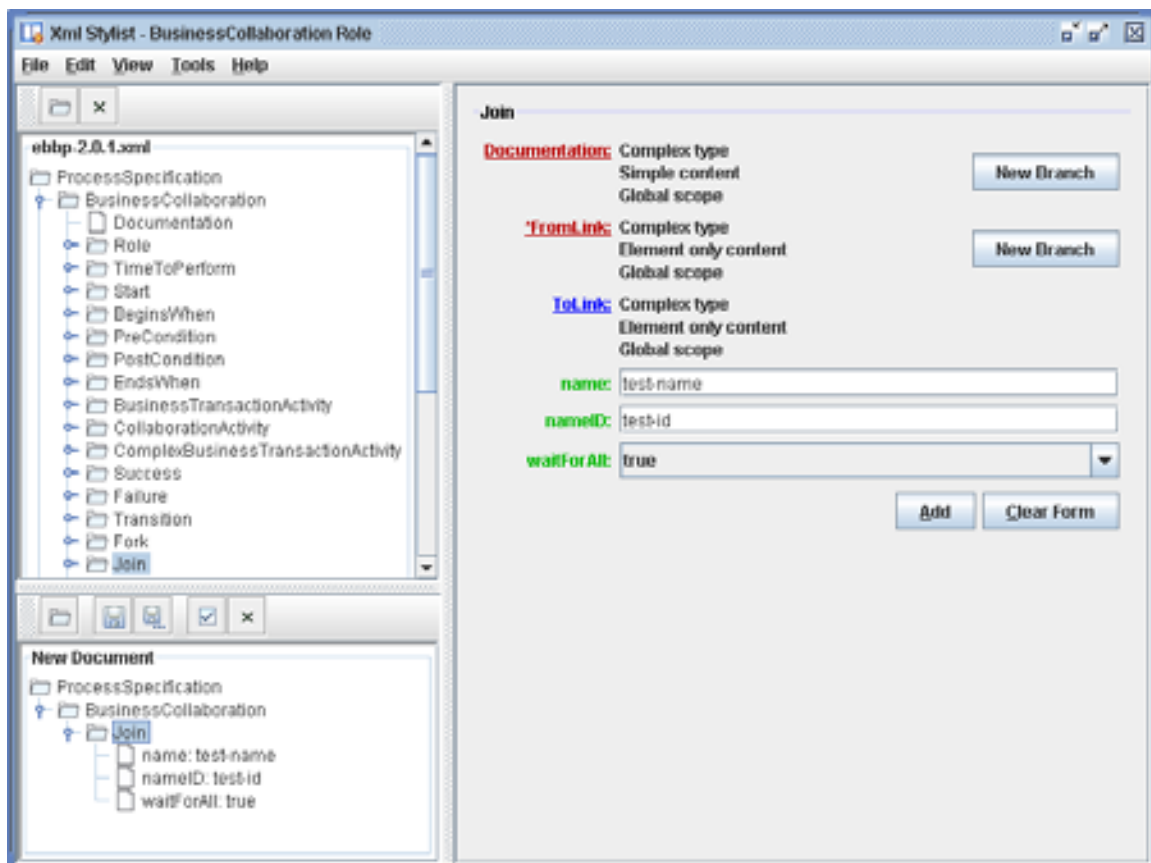 Xml Stylist - BusinessCollaboration Role
File Edit View Tools Help
ebbp-2.0.1.xml
ProcessSpecification
BusinessCollaboration
Documentation
Role
TimeToPerform
Start
BeginsWhen
PreCondition
PostCondition
EndsWhen
BusinessTransactionActivity
CollaborationActivity
ComplexBusinessTransactionActivity
Success
Failure
Transition
Fork
Join
New Document
ProcessSpecification
BusinessCollaboration
Join
name: test-name
nameID: test-id
waitForAll: true
Join
Documentation: Complex type
Simple content
Global scope
New Branch
*FromLink: Complex type
Element only content
Global scope
New Branch
ToLink: Complex type
Element only content
Global scope
name: test-name
nameID: test-id
waitForAll: true
Add Clear Form